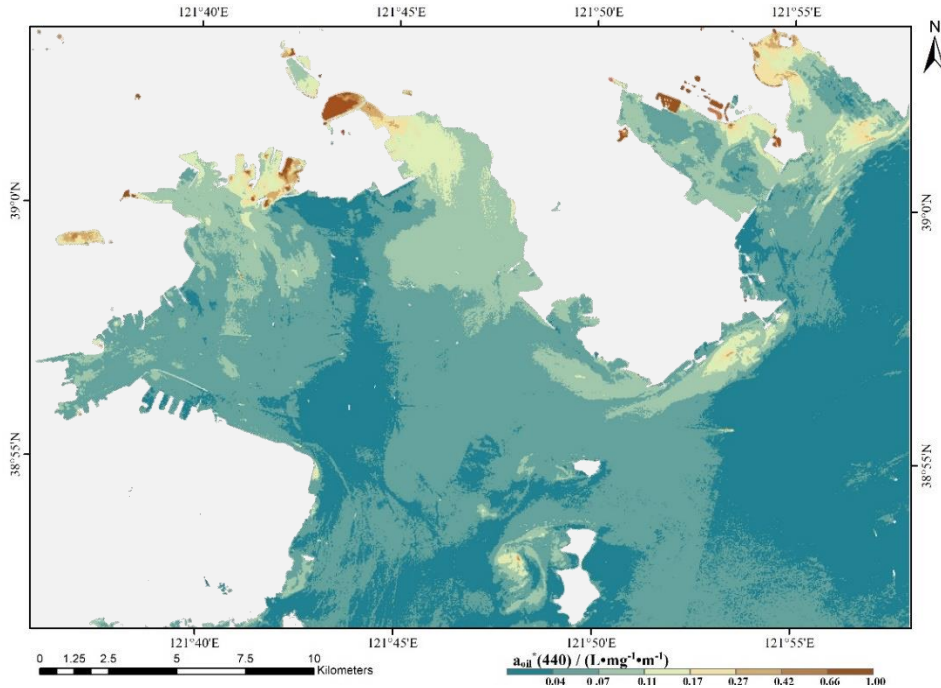 121°40'E 121°45'E 121°50'E 121°55'E
N
39°0'N 39°0'N
38°55'N 38°55'N
121°40'E 121°45'E 121°50'E 121°55'E
0 1.25 2.5 5 7.5 10
Kilometers
a_oil*(440) / (L•mg⁻¹•m⁻¹)
0.04 0.07 0.11 0.17 0.27 0.42 0.66 1.00